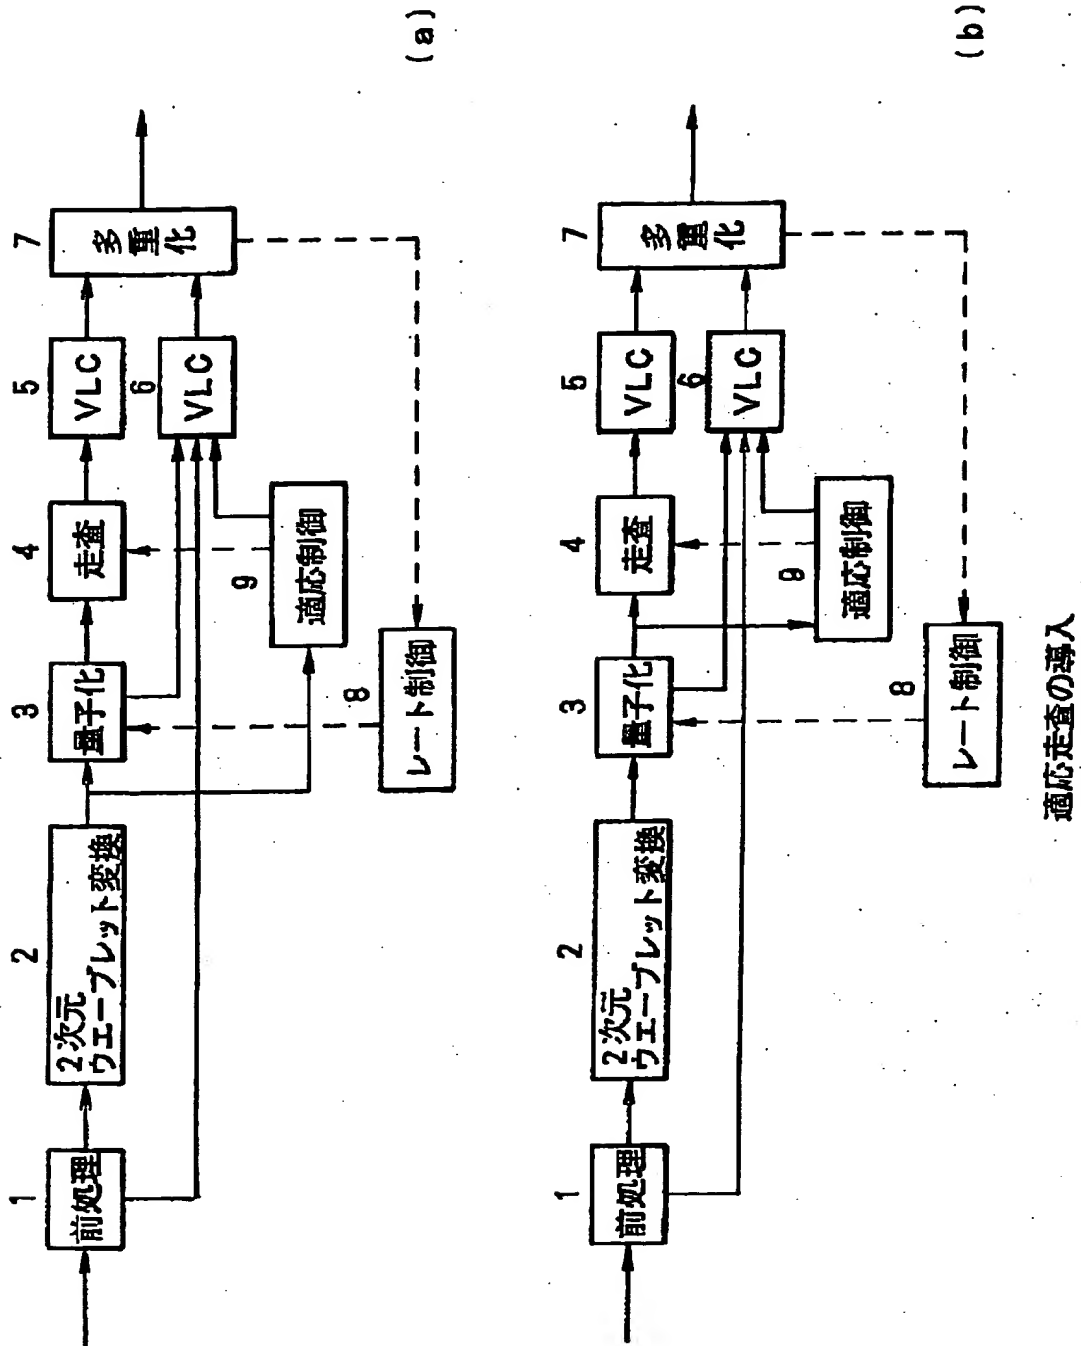 1
前処理
2
2次元
ウエーブレット変換
3
量子化
4
走査
5
VLC
6
VLC
7
多重化
8
レート制御
9
適応制御
(a)
1
前処理
2
2次元
ウエーブレット変換
3
量子化
4
走査
5
VLC
6
VLC
7
多重化
8
レート制御
9
適応制御
(b)
適応走査の導入